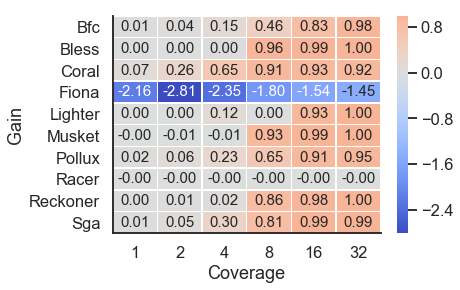 Bfc 0.01 0.04 0.15 0.46 0.83 0.98
Bless 0.00 0.00 0.00 0.96 0.99 1.00
Coral 0.07 0.26 0.65 0.91 0.93 0.92
Fiona -2.16 -2.81 -2.35 -1.80 -1.54 -1.45
Lighter 0.00 0.00 0.12 0.00 0.93 1.00
Musket -0.00 -0.01 -0.01 0.93 0.99 1.00
Pollux 0.02 0.06 0.23 0.65 0.91 0.95
Racer -0.00 -0.00 -0.00 -0.00 -0.00 -0.00
Reckoner 0.00 0.01 0.02 0.86 0.98 1.00
Sga 0.01 0.05 0.30 0.81 0.99 0.99
Gain
1 2 4 8 16 32
Coverage
0.8
0.0
−0.8
−1.6
−2.4